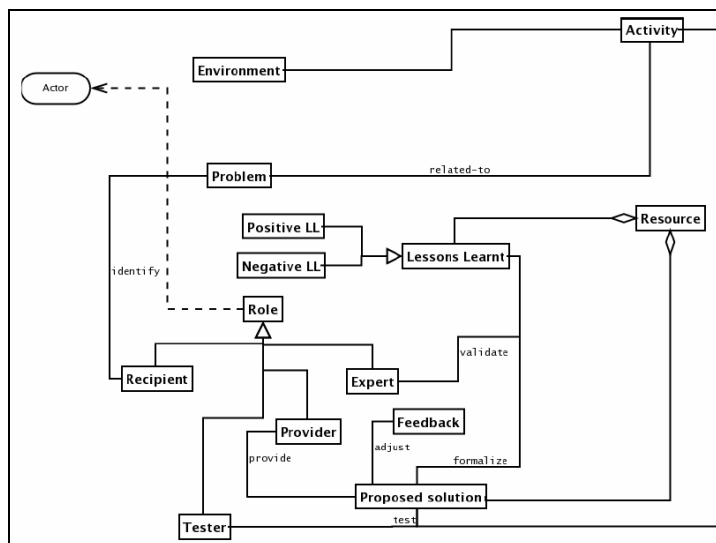 Activity
Environment
Actor
related-to
Problem
Resource
Positive LL
Lessons Learnt
Negative LL
identify
Role
validate
Recipient
Expert
Feedback
Provider
adjust
provide
formalize
Proposed solution
test
Tester